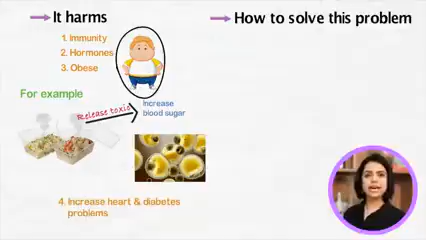 It harms
1. Immunity
2. Hormones
3. Obese
For example
Release toxic
Increase
blood sugar
4. Increase heart & diabetes
problems
How to solve this problem